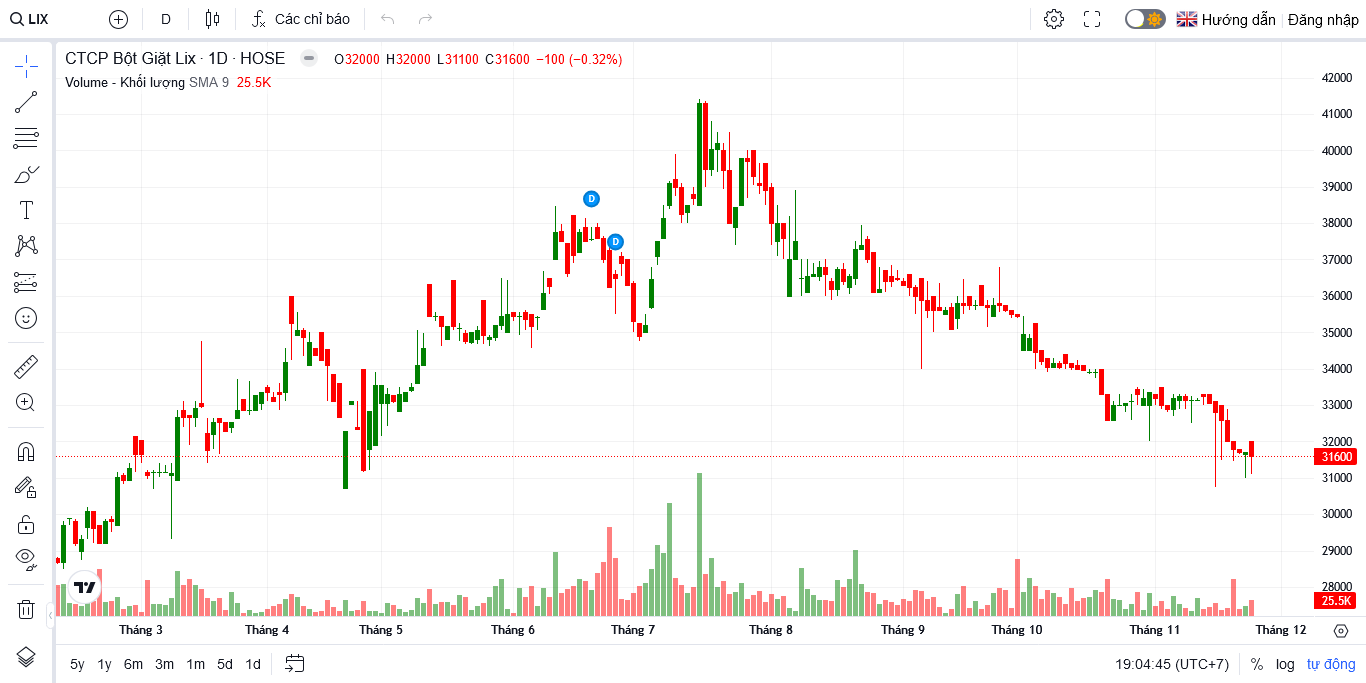 LIX D Các chỉ báo Hướng dẫn Đăng nhập
CTCP Bột Giặt Lix · 1D · HOSE O32000 H32000 L31100 C31600 −100 (−0.32%)
Volume - Khối lượng SMA 9 25.5K
42000
41000
40000
39000
D
38000
D
37000
36000
35000
34000
33000
32000
31600
31000
30000
29000
28000
25.5K
Tháng 3 Tháng 4 Tháng 5 Tháng 6 Tháng 7 Tháng 8 Tháng 9 Tháng 10 Tháng 11 Tháng 12
5y 1y 6m 3m 1m 5d 1d 19:04:45 (UTC+7) % log tự động